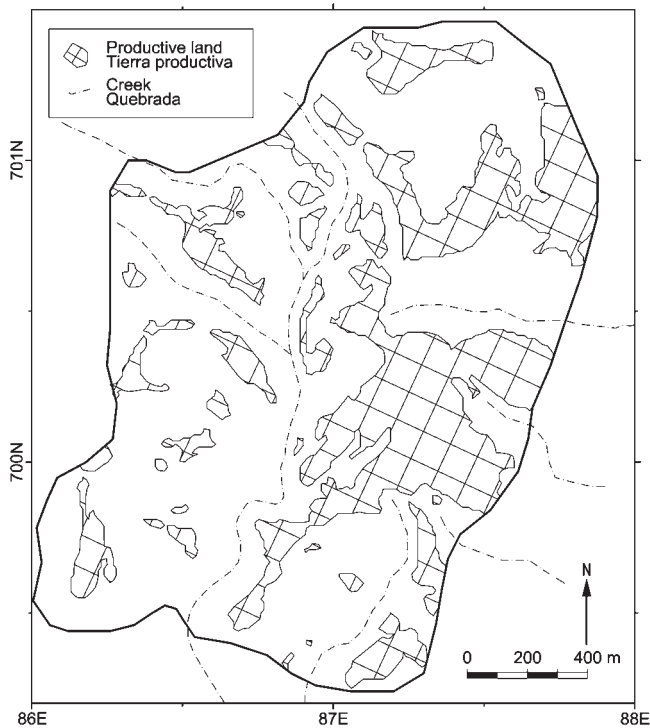 Productive land
Tierra productiva
Creek
Quebrada
701N
700N
N
0 200 400 m
86E 87E 88E